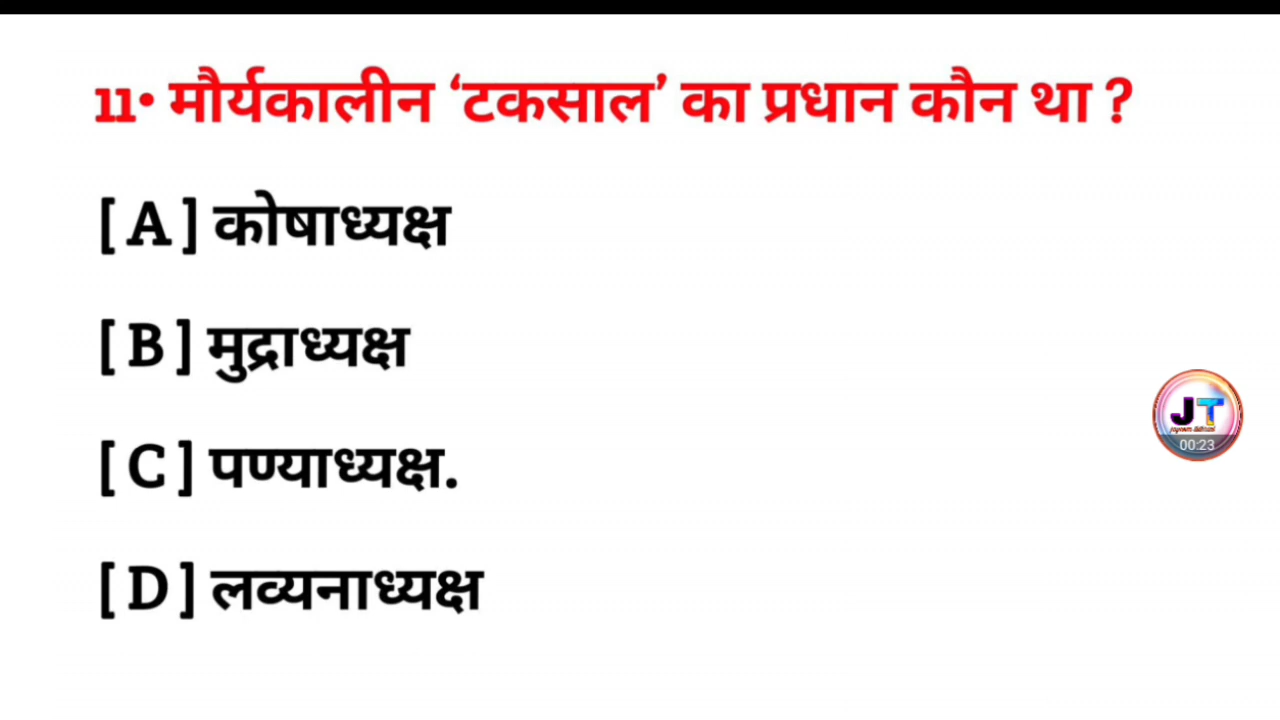 11• मौर्यकालीन ‘टकसाल’ का प्रधान कौन था ?
[ A ] कोषाध्यक्ष
[ B ] मुद्राध्यक्ष
JT
00:23
[ C ] पण्याध्यक्ष.
[ D ] लव्यनाध्यक्ष